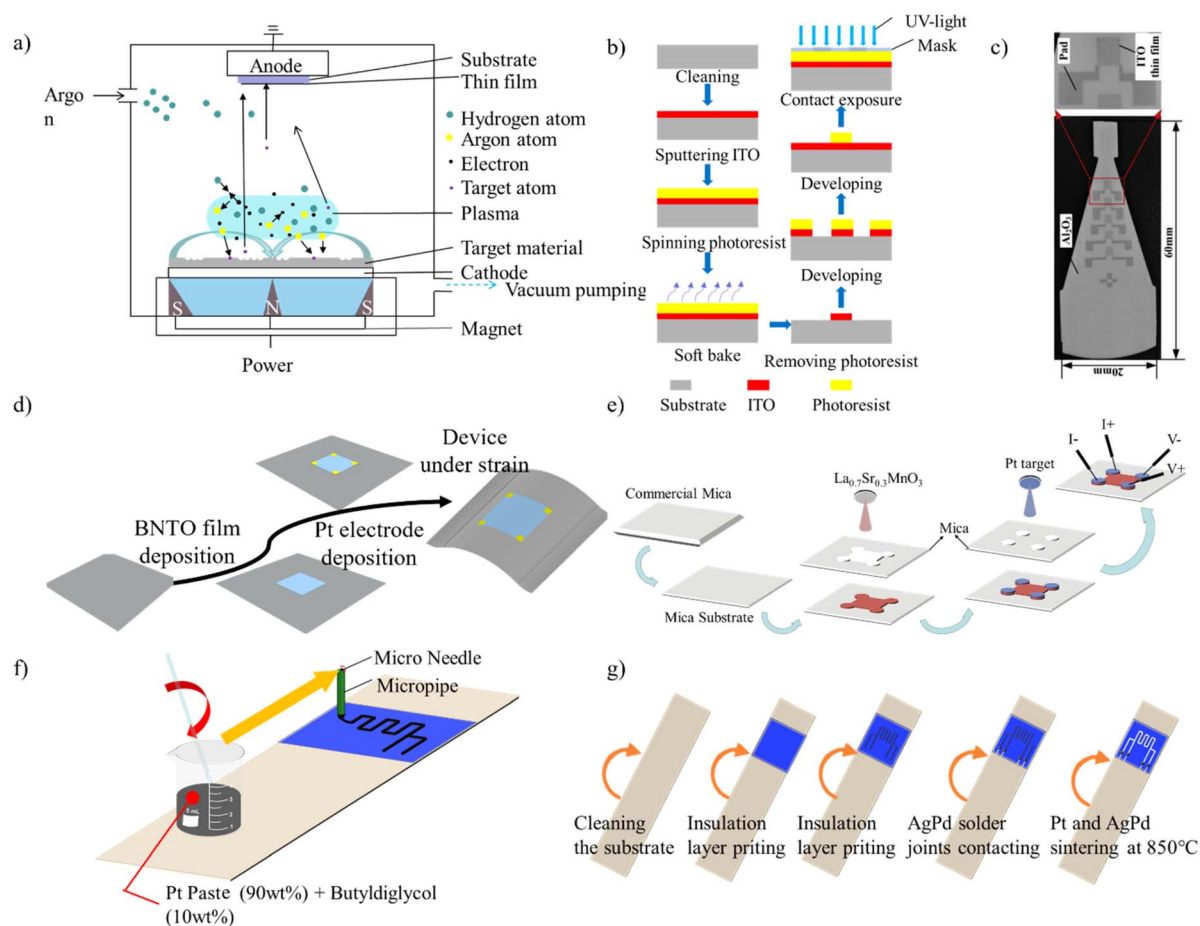 a)
Anode
Substrate
Thin film
Argo
n
Hydrogen atom
Argon atom
Electron
Target atom
Plasma
Target material
Cathode
Vacuum pumping
S
N
S
Magnet
Power
b)
Cleaning
Sputtering ITO
Spinning photoresist
Soft bake
UV-light
Mask
Contact exposure
Developing
Developing
Removing photoresist
Substrate
ITO
Photoresist
c)
Pad
ITO
thin film
Al₂O₃
60mm
20mm
d)
BNTO film
deposition
Pt electrode
deposition
Device
under strain
e)
Commercial Mica
Mica Substrate
La₀.₇Sr₀.₃MnO₃
Mica
Pt target
I-
I+
V-
V+
f)
Micro Needle
Micropipe
Pt Paste (90wt%) + Butyldiglycol
(10wt%)
g)
Cleaning
the substrate
Insulation
layer priting
Insulation
layer priting
AgPd solder
joints contacting
Pt and AgPd
sintering at 850℃